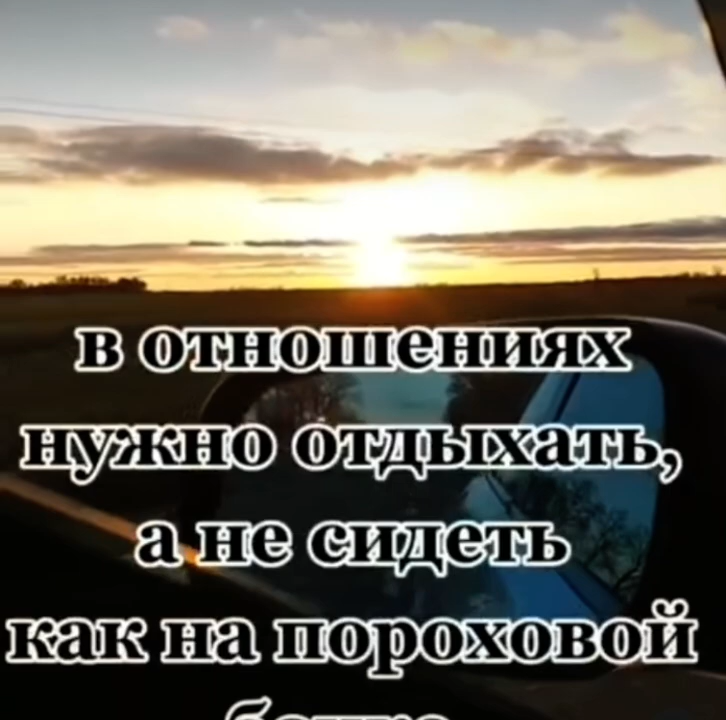 в отношениях
нужно отдыхать,
а не сидеть
как на пороховой